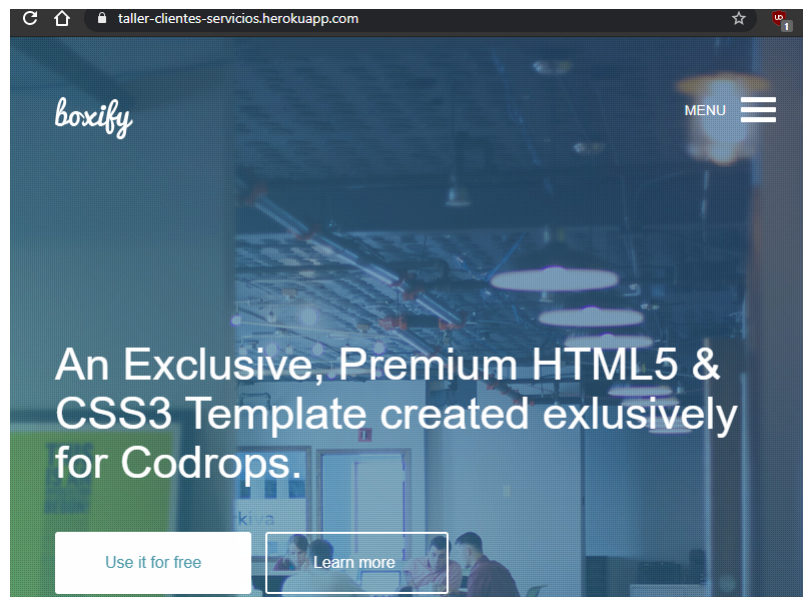 taller-clientes-servicios.herokuapp.com
1
boxify
MENU
An Exclusive, Premium HTML5 &
CSS3 Template created exlusively
for Codrops.
Use it for free
Learn more